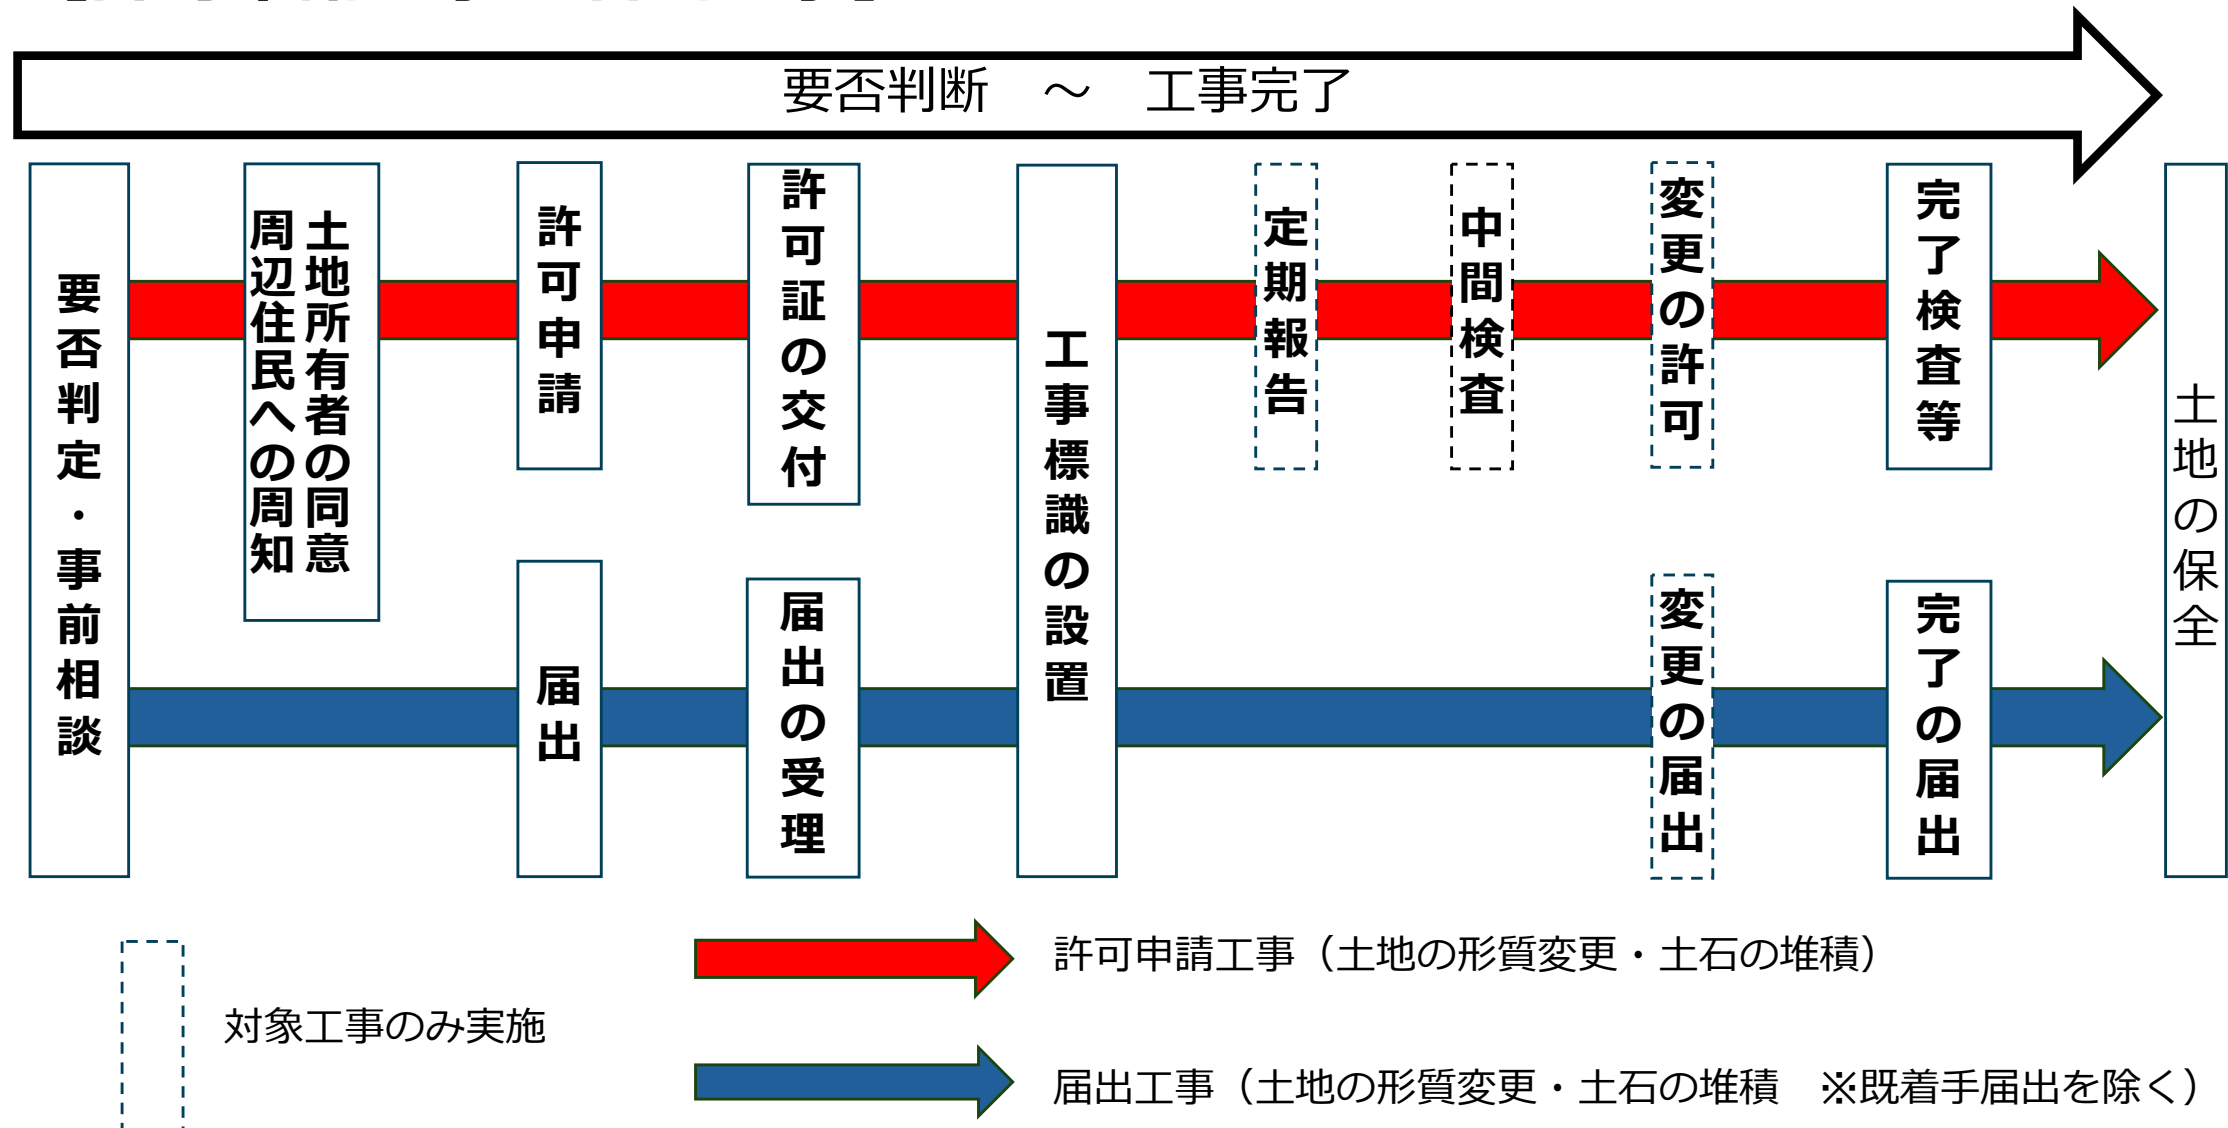 要否判断　～　工事完了
要否判定・事前相談
土地所有者の同意
周辺住民への周知
許可申請
許可証の交付
工事標識の設置
定期報告
中間検査
変更の許可
完了検査等
土地の保全
届出
届出の受理
変更の届出
完了の届出
対象工事のみ実施
許可申請工事（土地の形質変更・土石の堆積）
届出工事（土地の形質変更・土石の堆積　※既着手届出を除く）